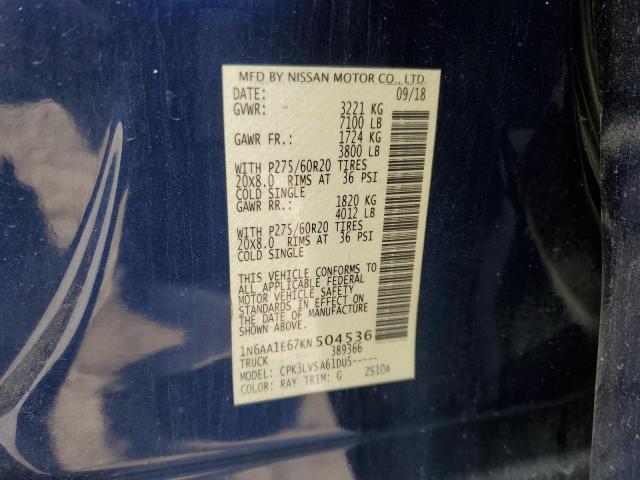 MFD BY NISSAN MOTOR CO., LTD.
DATE: 09/18
GVWR: 3221 KG
7100 LB
GAWR FR.: 1724 KG
3800 LB
WITH P275/60R20 TIRES
20X8.0 RIMS AT 36 PSI
COLD SINGLE
GAWR RR.: 1820 KG
4012 LB
WITH P275/60R20 TIRES
20X8.0 RIMS AT 36 PSI
COLD SINGLE
THIS VEHICLE CONFORMS TO
ALL APPLICABLE FEDERAL
MOTOR VEHICLE SAFETY
STANDARDS IN EFFECT ON
THE DATE OF MANUFACTURE
SHOWN ABOVE.
1N6AA1E67KN504536
TRUCK 389366
MODEL: CPK3LVSA61DU5-----
COLOR: RAY TRIM: G ZS10A